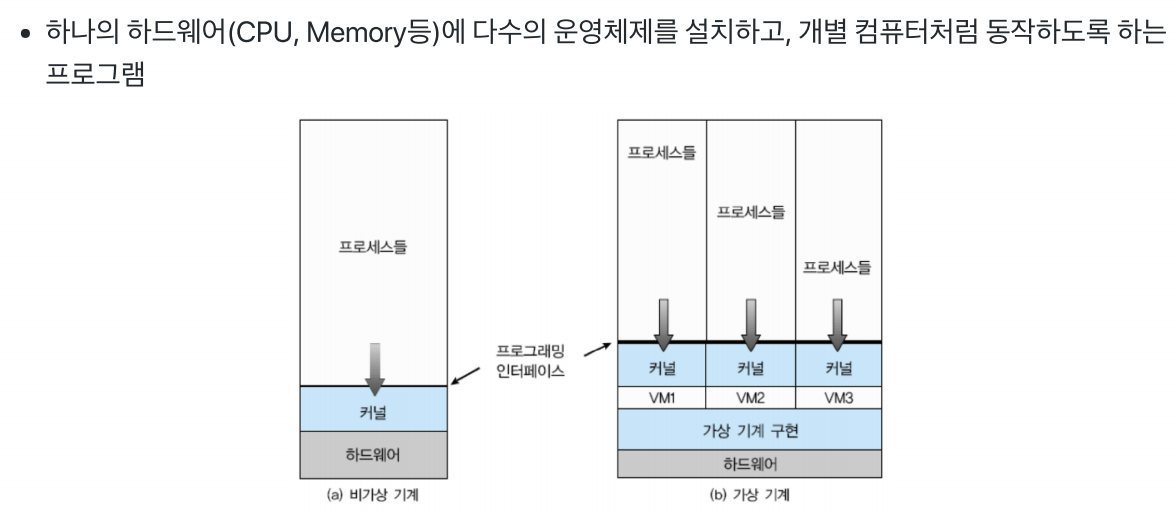 • 하나의 하드웨어(CPU, Memory등)에 다수의 운영체제를 설치하고, 개별 컴퓨터처럼 동작하도록 하는
프로그램
프로세스들
커널
하드웨어
(a) 비가상 기계
프로그래밍
인터페이스
프로세스들
프로세스들
프로세스들
커널 커널 커널
VM1 VM2 VM3
가상 기계 구현
하드웨어
(b) 가상 기계